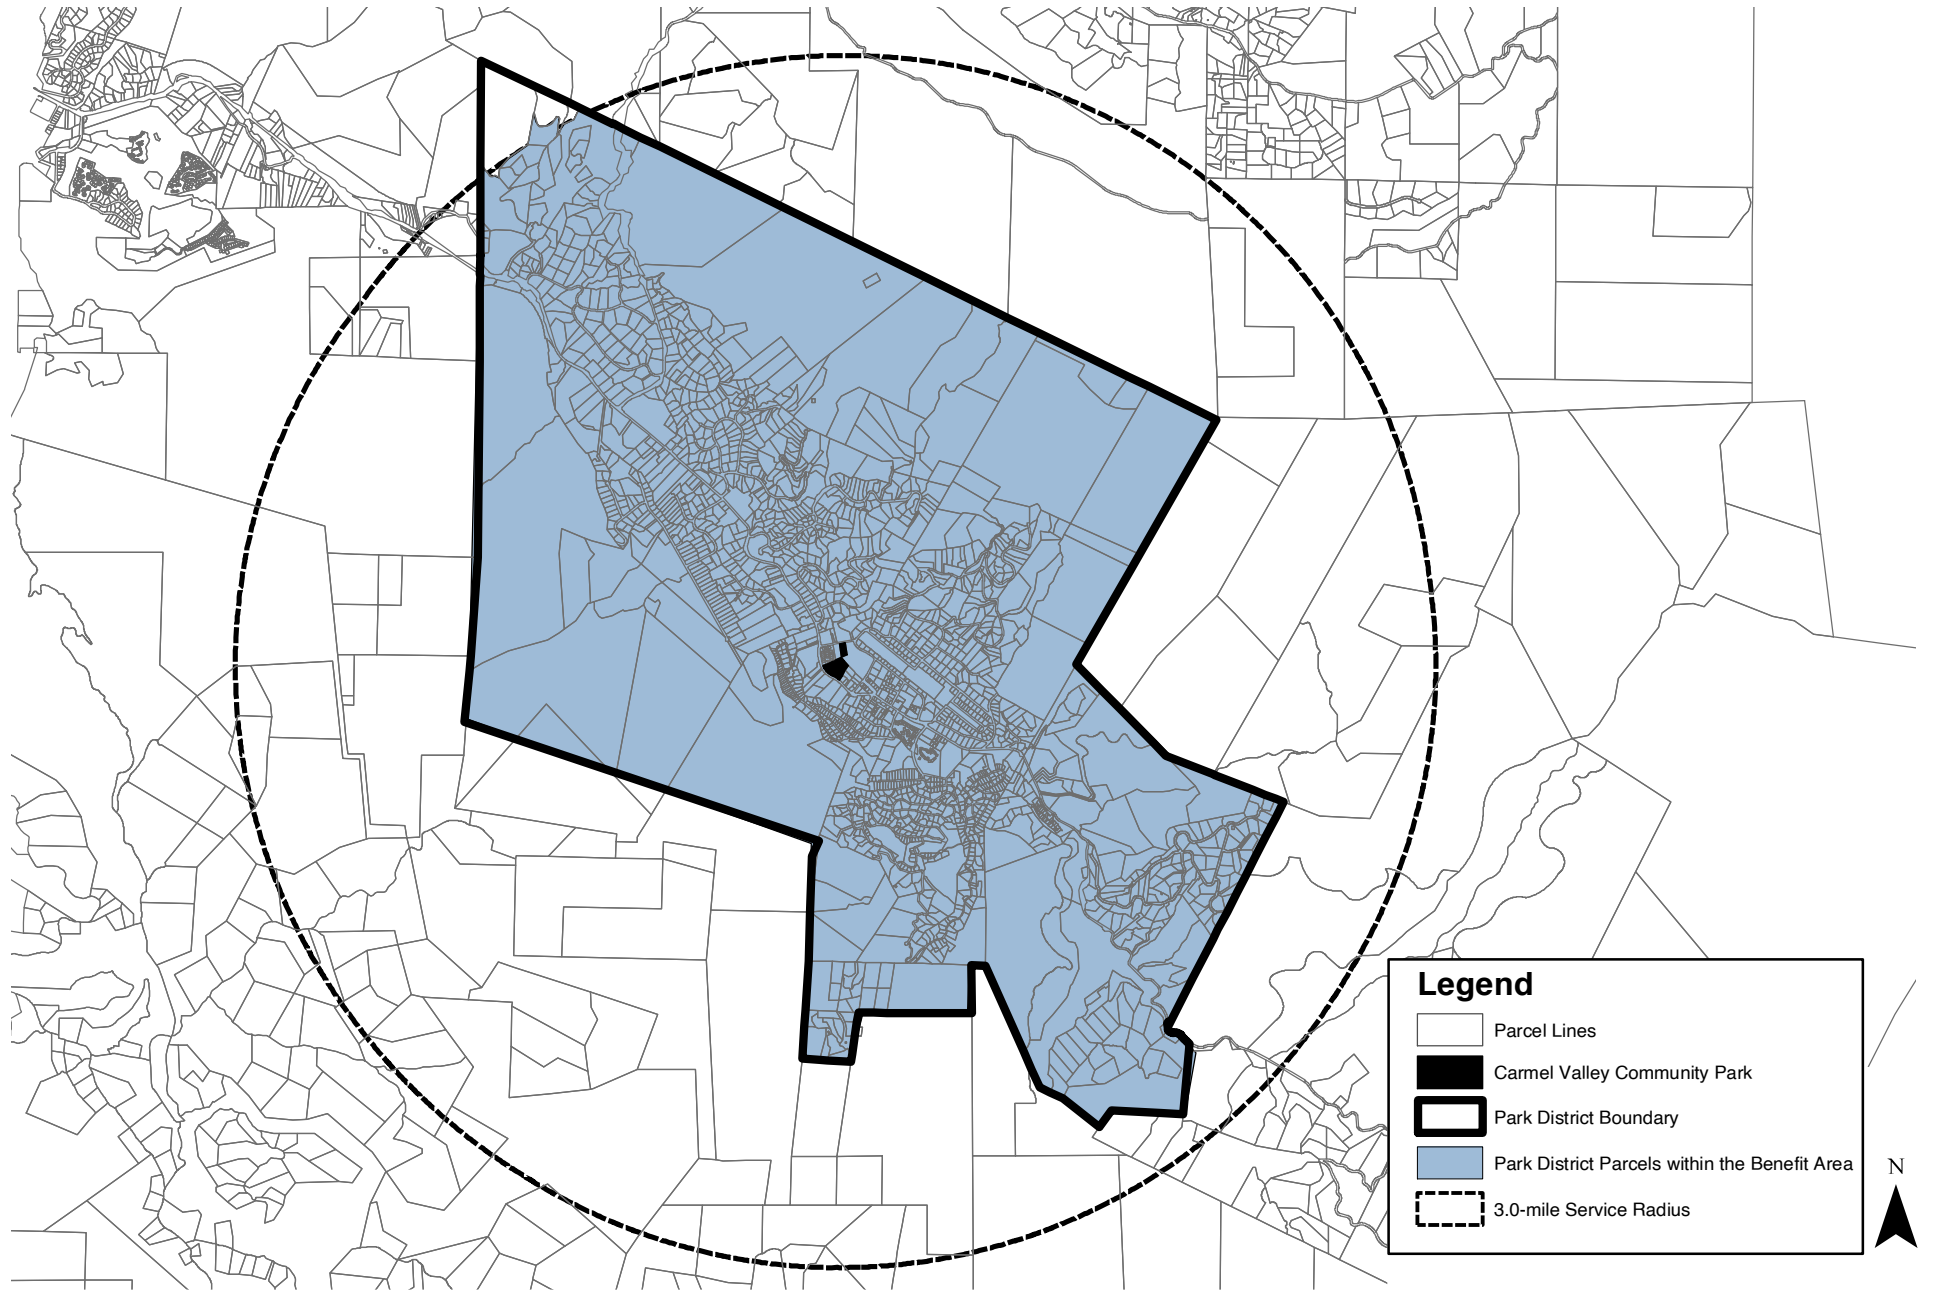 Legend
Parcel Lines
Carmel Valley Community Park
Park District Boundary
Park District Parcels within the Benefit Area
3.0-mile Service Radius
N